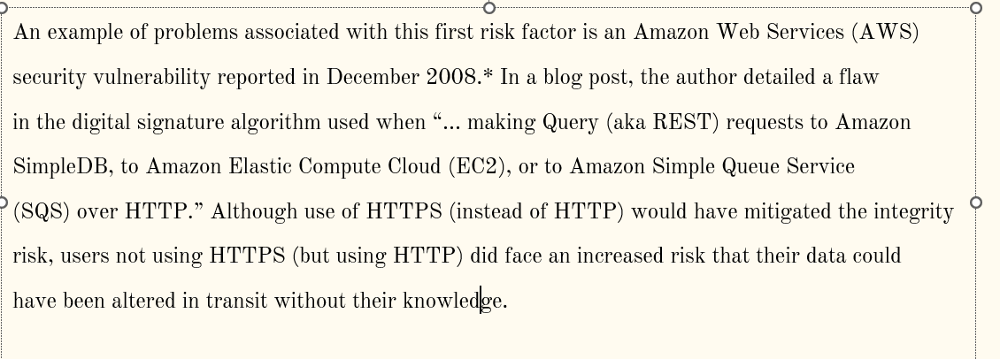 An example of problems associated with this first risk factor is an Amazon Web Services (AWS)
security vulnerability reported in December 2008.* In a blog post, the author detailed a flaw
in the digital signature algorithm used when “... making Query (aka REST) requests to Amazon
SimpleDB, to Amazon Elastic Compute Cloud (EC2), or to Amazon Simple Queue Service
(SQS) over HTTP.” Although use of HTTPS (instead of HTTP) would have mitigated the integrity
risk, users not using HTTPS (but using HTTP) did face an increased risk that their data could
have been altered in transit without their knowledge.